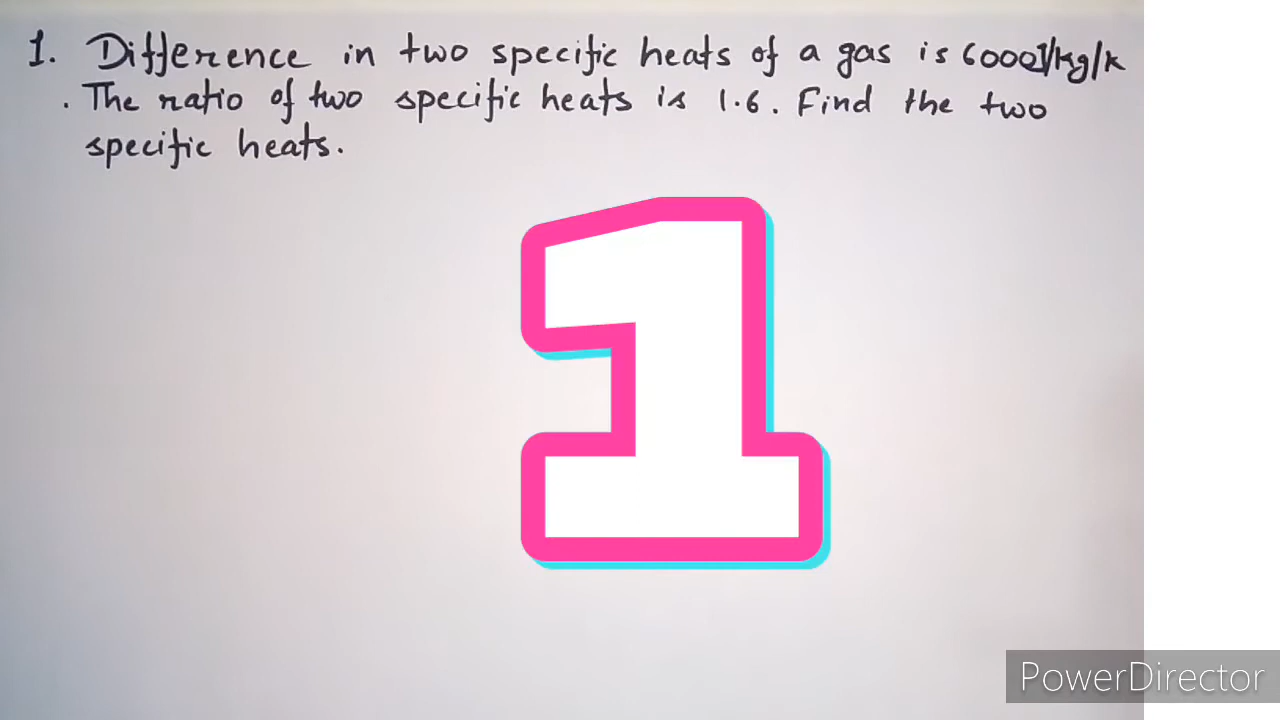 1. Difference in two specific heats of a gas is 6000J/kg/k
. The ratio of two specific heats is 1.6. Find the two
specific heats.
1
PowerDirector